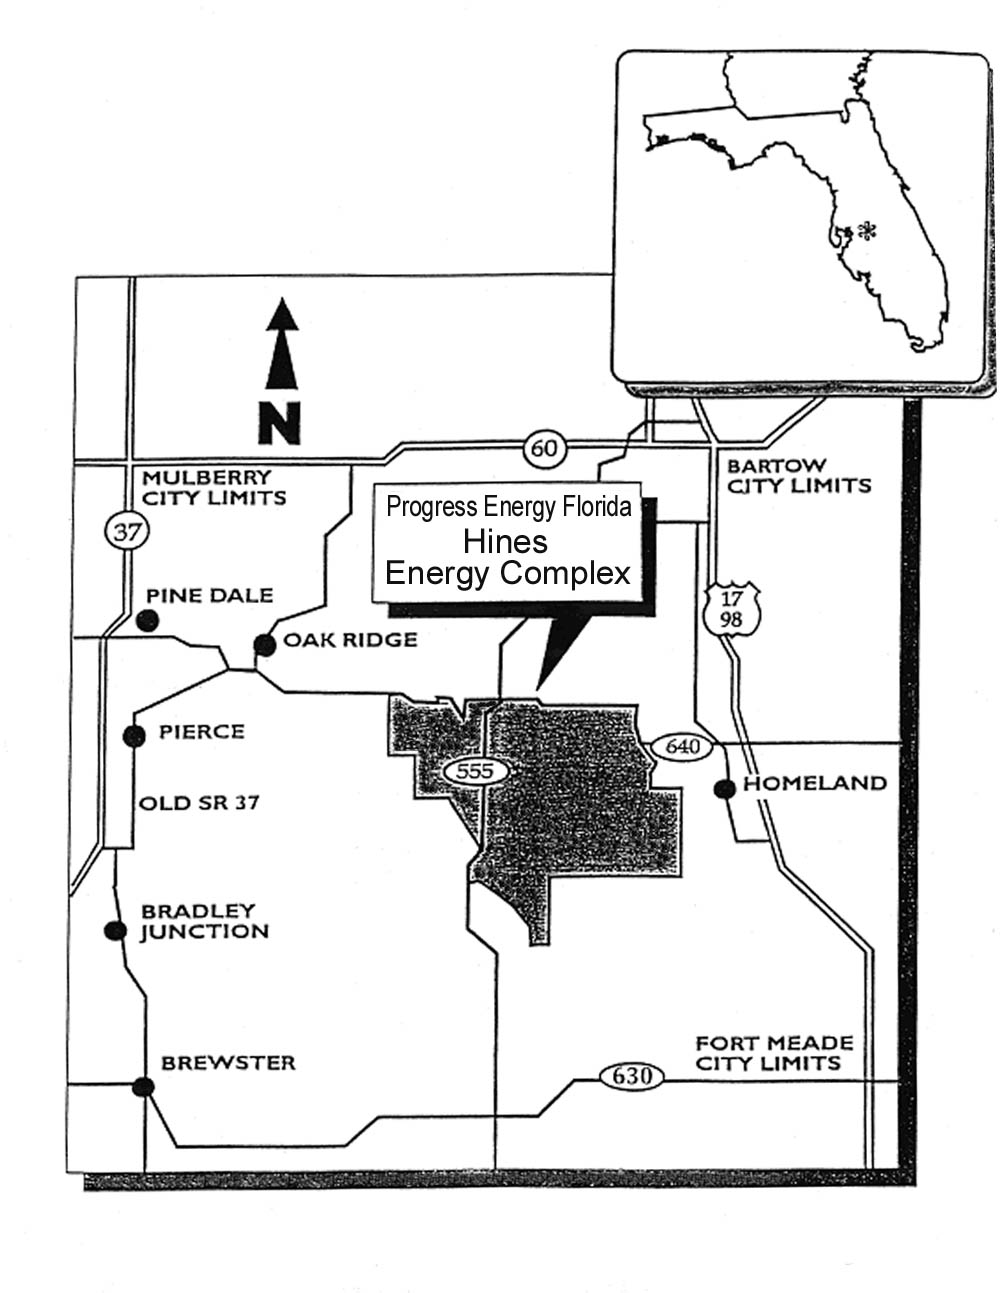 N
60
MULBERRY
CITY LIMITS
BARTOW
CITY LIMITS
Progress Energy Florida
Hines
Energy Complex
37
17
98
PINE DALE
OAK RIDGE
PIERCE
640
555
HOMELAND
OLD SR 37
BRADLEY
JUNCTION
FORT MEADE
CITY LIMITS
BREWSTER
630